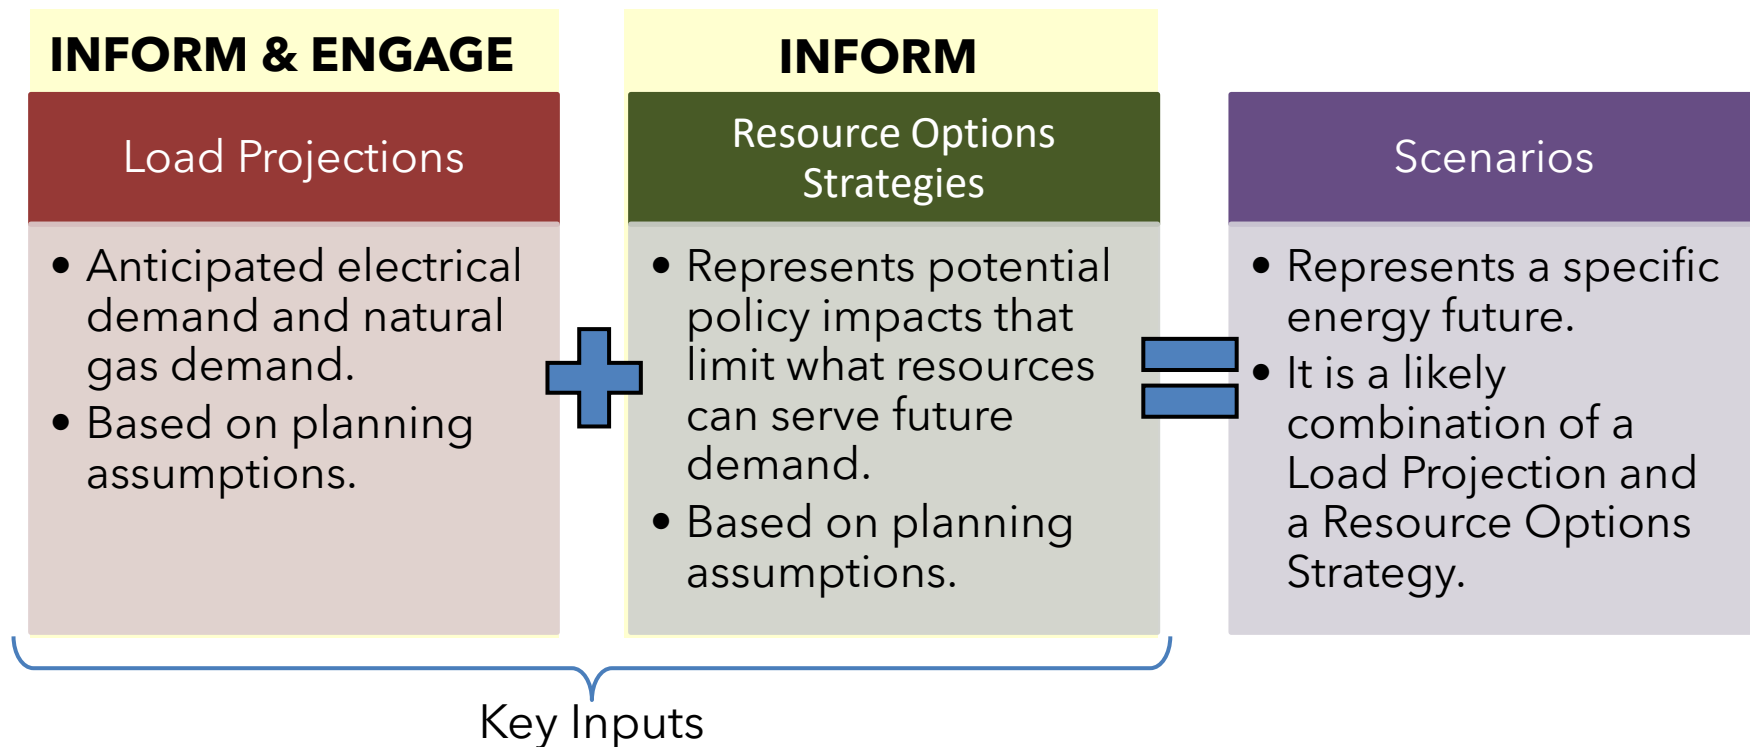 INFORM & ENGAGE
Load Projections
• Anticipated electrical
demand and natural
gas demand.
• Based on planning
assumptions.
INFORM
Resource Options
Strategies
• Represents potential
policy impacts that
limit what resources
can serve future
demand.
• Based on planning
assumptions.
Scenarios
• Represents a specific
energy future.
• It is a likely
combination of a
Load Projection and
a Resource Options
Strategy.
Key Inputs